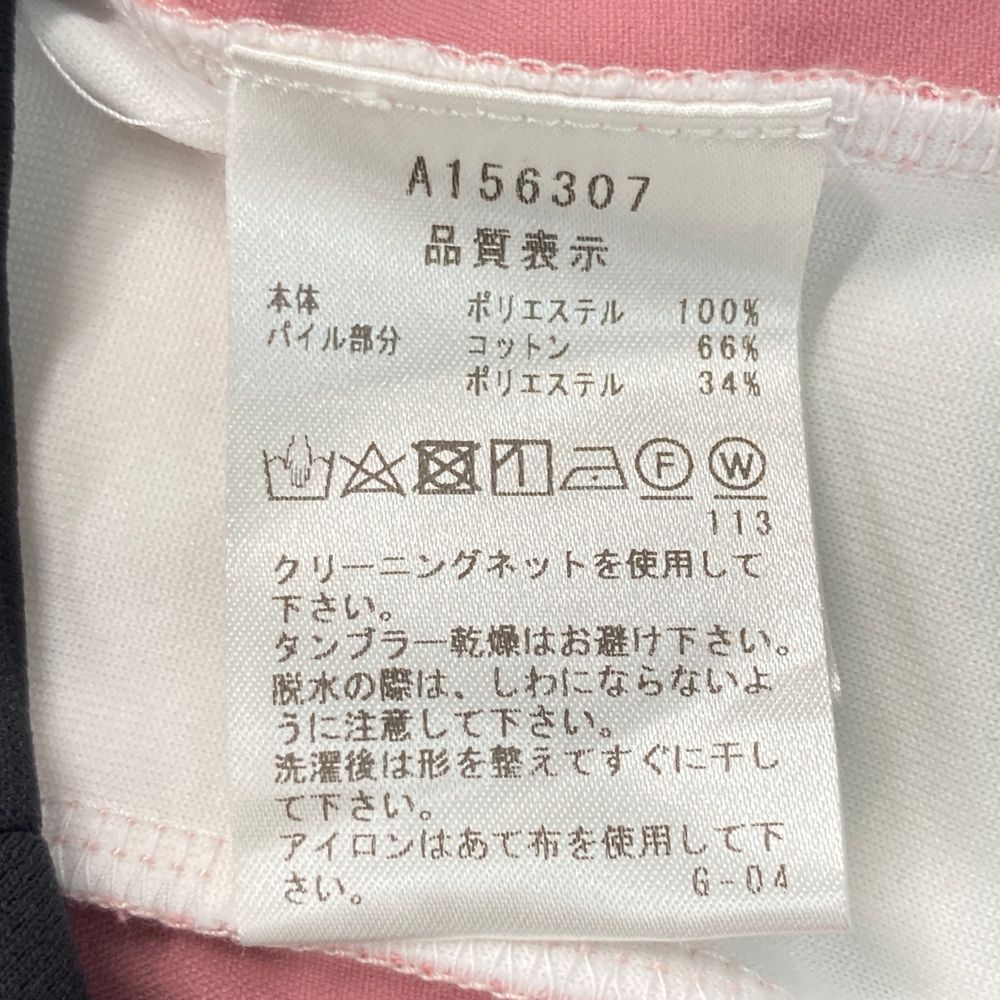 A156307
品質表示
本体 ポリエステル 100%
パイル部分 コットン 66%
ポリエステル 34%
F W
113
クリーニングネットを使用して
下さい。
タンブラー乾燥はお避け下さい。
脱水の際は、しわにならないよ
うに注意して下さい。
洗濯後は形を整えてすぐに干し
て下さい。
アイロンはあて布を使用して下
さい。 G-04